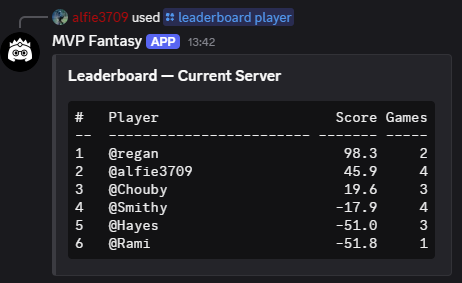 alfie3709 used leaderboard player
MVP Fantasy APP 13:42
Leaderboard — Current Server
# Player Score Games
-- ------------------------ ------- -----
1 @regan 98.3 2
2 @alfie3709 45.9 4
3 @Chouby 19.6 3
4 @Smithy -17.9 4
5 @Hayes -51.0 3
6 @Rami -51.8 1